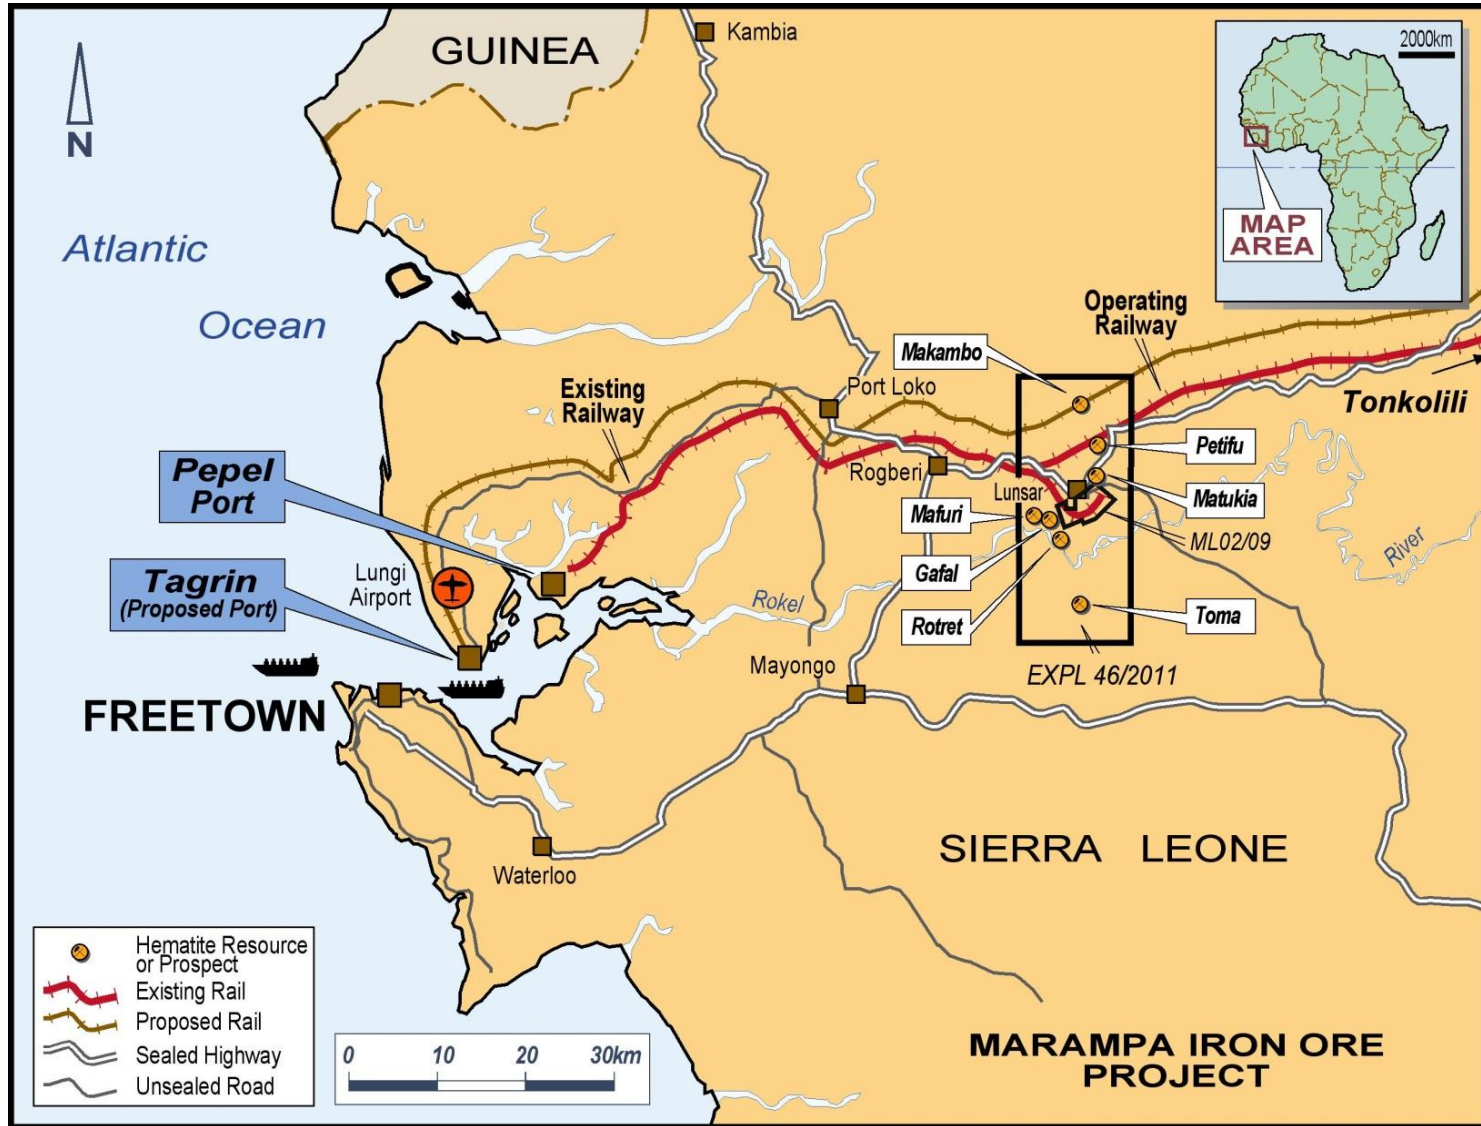 GUINEA
Kambia
2000km
MAP
AREA
N
Atlantic
Ocean
Operating
Railway
Makambo
Existing
Railway
Port Loko
Tonkolili
Pepel
Port
Rogberi
Petifu
Lunsar
Matukia
Mafuri
ML02/09
River
Tagrin
(Proposed Port)
Lungi
Airport
Gafal
Rokel
Rotret
Toma
Mayongo
EXPL 46/2011
FREETOWN
SIERRA LEONE
Waterloo
Hematite Resource
or Prospect
Existing Rail
Proposed Rail
Sealed Highway
Unsealed Road
0 10 20 30km
MARAMPA IRON ORE
PROJECT